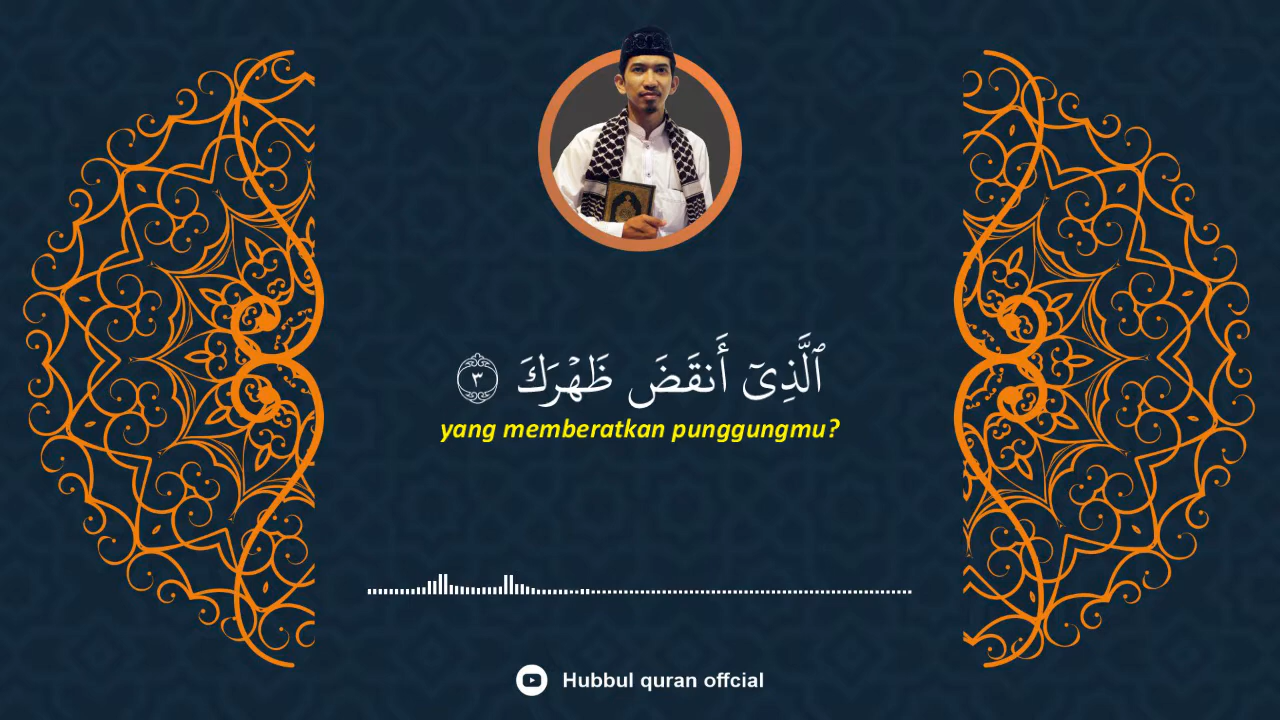 ٱلَّذِىٓ أَنقَضَ ظَهْرَكَ ٣
yang memberatkan punggungmu?
Hubbul quran offcial